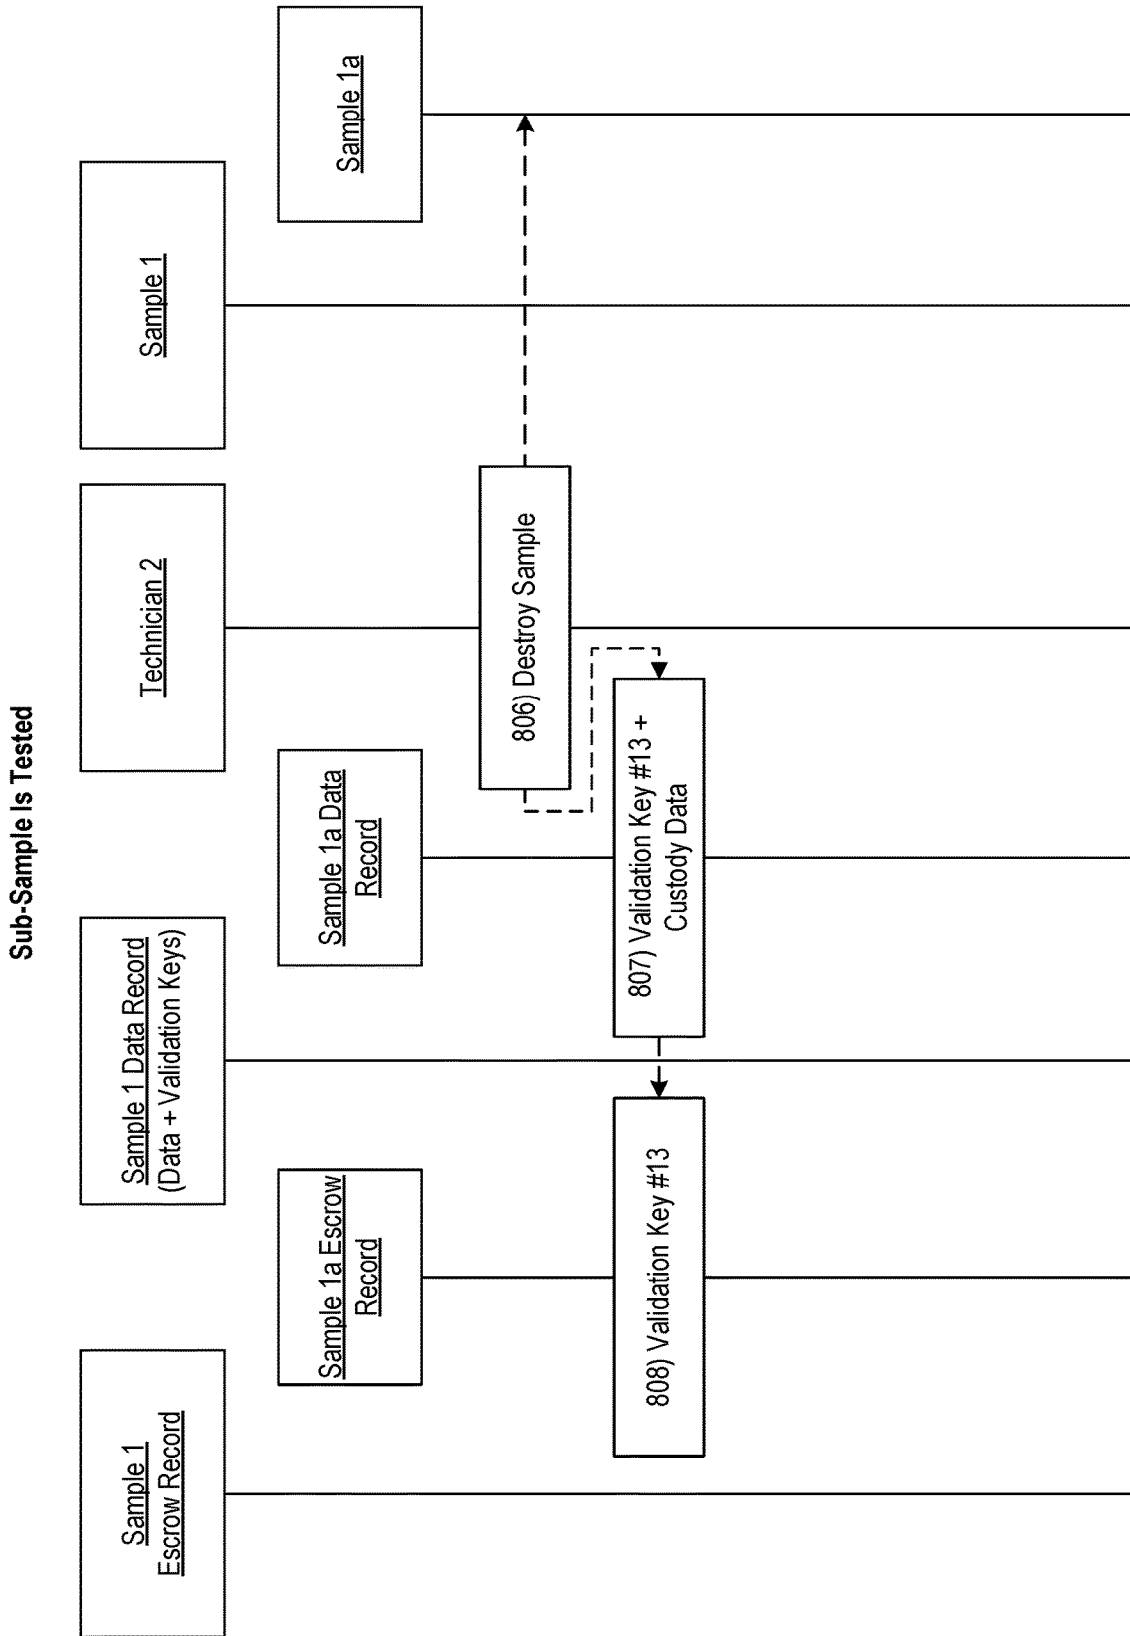 Sub-Sample Is Tested
Sample 1
Escrow Record
Sample 1 Data Record
(Data + Validation Keys)
Technician 2
Sample 1
Sample 1a Escrow
Record
Sample 1a Data
Record
Sample 1a
806) Destroy Sample
807) Validation Key #13 +
Custody Data
808) Validation Key #13